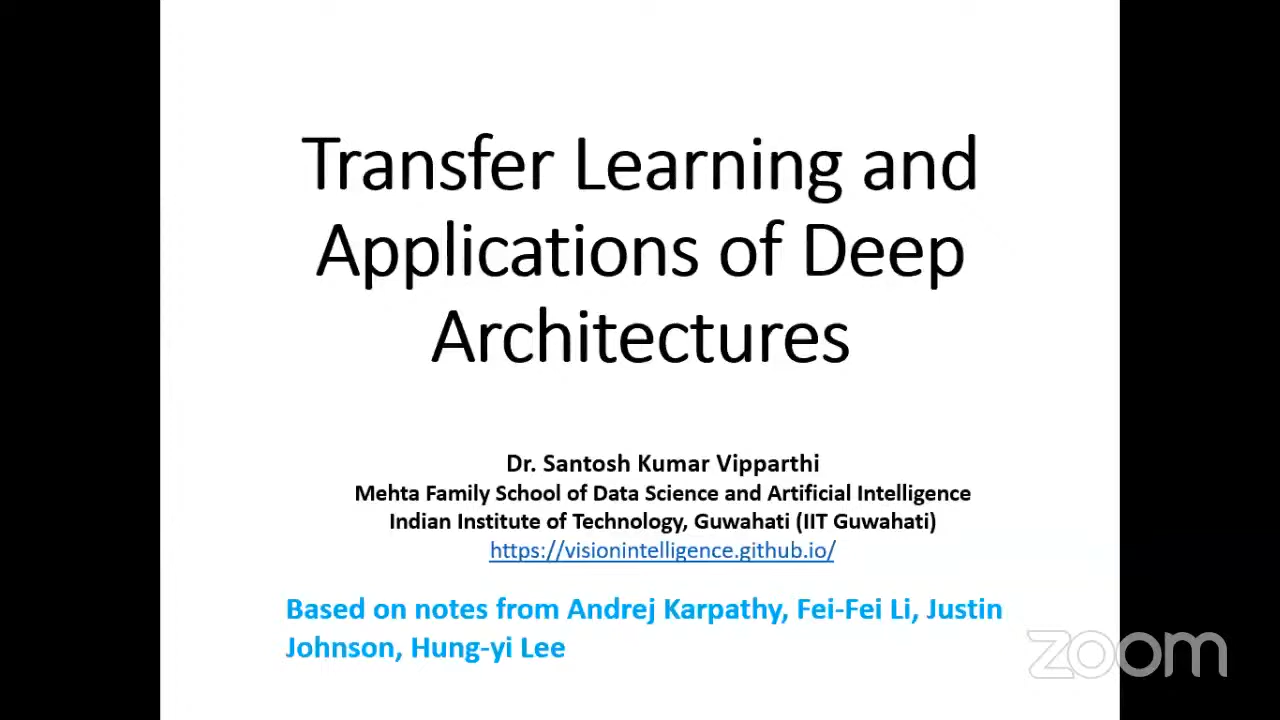 Transfer Learning and
Applications of Deep
Architectures
Dr. Santosh Kumar Vipparthi
Mehta Family School of Data Science and Artificial Intelligence
Indian Institute of Technology, Guwahati (IIT Guwahati)
https://visionintelligence.github.io/
Based on notes from Andrej Karpathy, Fei-Fei Li, Justin
Johnson, Hung-yi Lee
zoom